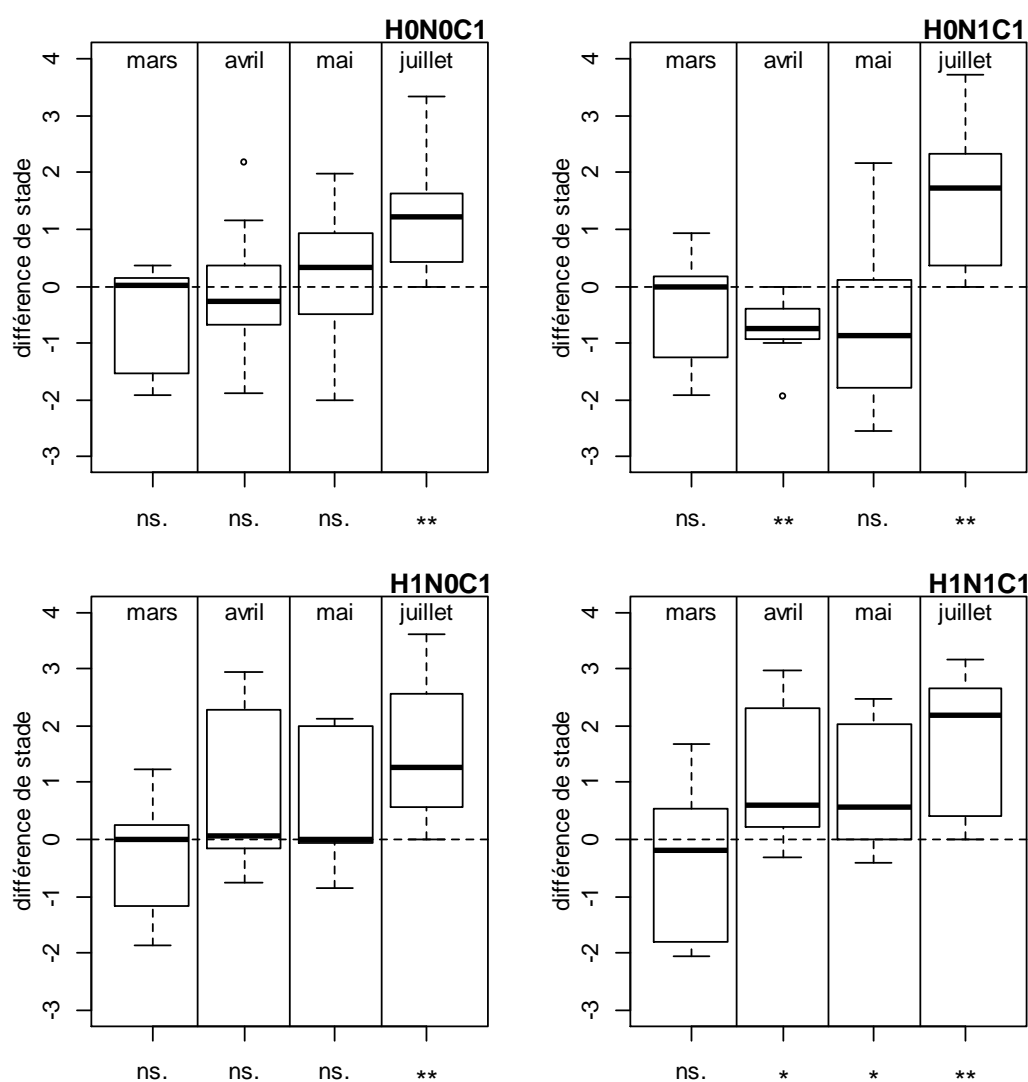 H0N0C1
mars avril mai juillet
4
3
2
1
0
-1
-2
-3
différence de stade
ns. ns. ns. **
H0N1C1
mars avril mai juillet
4
3
2
1
0
-1
-2
-3
différence de stade
ns. ** ns. **
H1N0C1
mars avril mai juillet
4
3
2
1
0
-1
-2
-3
différence de stade
ns. ns. ns. **
H1N1C1
mars avril mai juillet
4
3
2
1
0
-1
-2
-3
différence de stade
ns. * * **